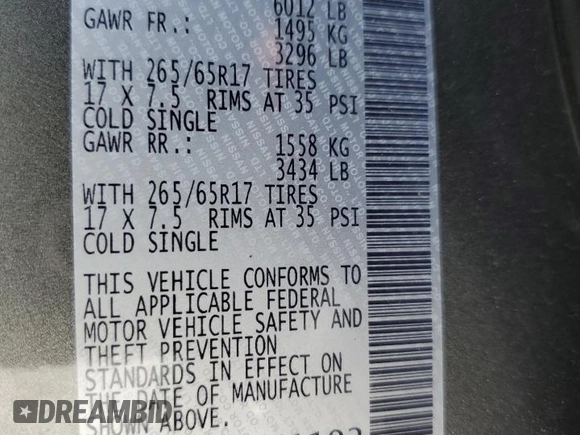 6012 LB
GAWR FR.: 1495 KG
3296 LB
WITH 265/65R17 TIRES
17 X 7.5 RIMS AT 35 PSI
COLD SINGLE
GAWR RR.: 1558 KG
3434 LB
WITH 265/65R17 TIRES
17 X 7.5 RIMS AT 35 PSI
COLD SINGLE
THIS VEHICLE CONFORMS TO
ALL APPLICABLE FEDERAL
MOTOR VEHICLE SAFETY AND
THEFT PREVENTION
STANDARDS IN EFFECT ON
THE DATE OF MANUFACTURE
SHOWN ABOVE.
DREAMBID